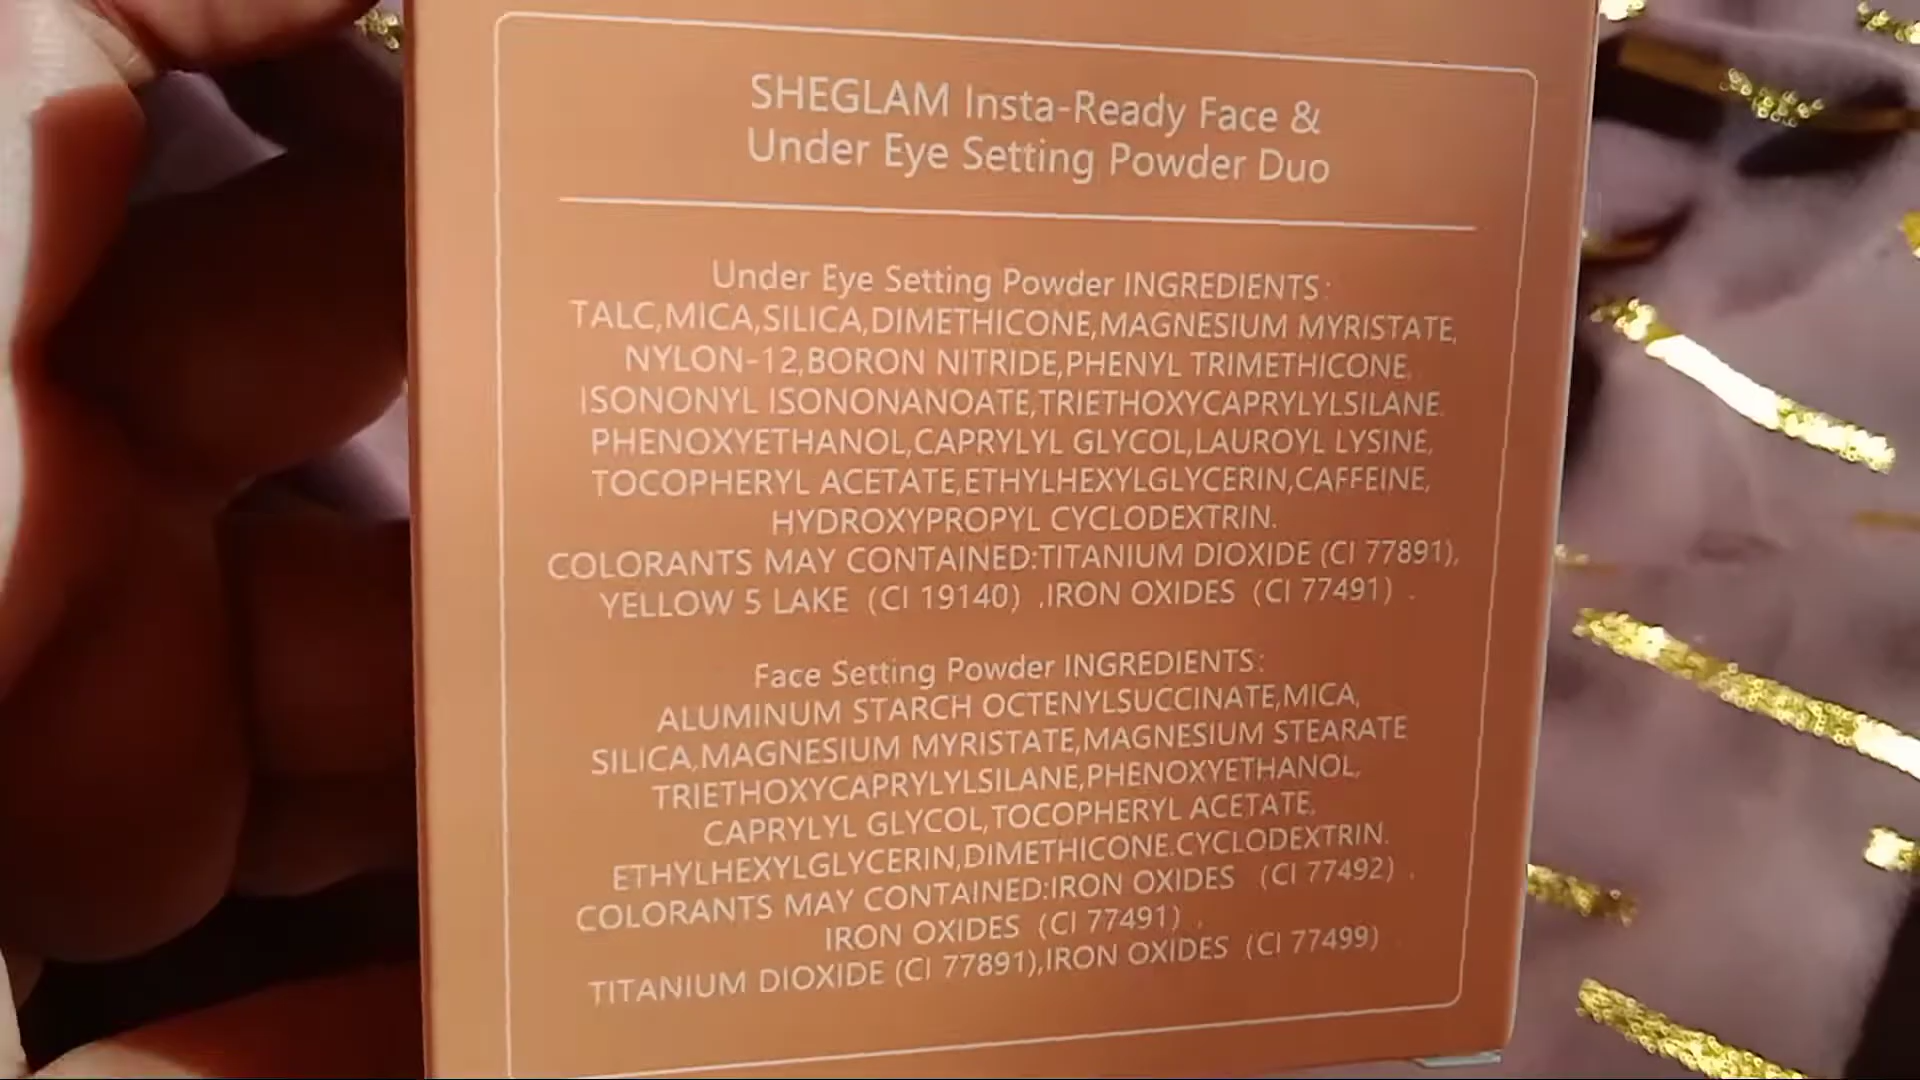 SHEGLAM Insta-Ready Face &
Under Eye Setting Powder Duo
Under Eye Setting Powder INGREDIENTS:
TALC,MICA,SILICA,DIMETHICONE,MAGNESIUM MYRISTATE,
NYLON-12,BORON NITRIDE,PHENYL TRIMETHICONE,
ISONONYL ISONONANOATE,TRIETHOXYCAPRYLYLSILANE,
PHENOXYETHANOL,CAPRYLYL GLYCOL,LAUROYL LYSINE,
TOCOPHERYL ACETATE,ETHYLHEXYLGLYCERIN,CAFFEINE,
HYDROXYPROPYL CYCLODEXTRIN.
COLORANTS MAY CONTAINED:TITANIUM DIOXIDE (CI 77891),
YELLOW 5 LAKE (CI 19140) ,IRON OXIDES (CI 77491) .
Face Setting Powder INGREDIENTS:
ALUMINUM STARCH OCTENYLSUCCINATE,MICA,
SILICA,MAGNESIUM MYRISTATE,MAGNESIUM STEARATE
TRIETHOXYCAPRYLYLSILANE,PHENOXYETHANOL,
CAPRYLYL GLYCOL,TOCOPHERYL ACETATE,
ETHYLHEXYLGLYCERIN,DIMETHICONE.CYCLODEXTRIN.
COLORANTS MAY CONTAINED:IRON OXIDES (CI 77492) ,
IRON OXIDES (CI 77491) ,
TITANIUM DIOXIDE (CI 77891),IRON OXIDES (CI 77499)